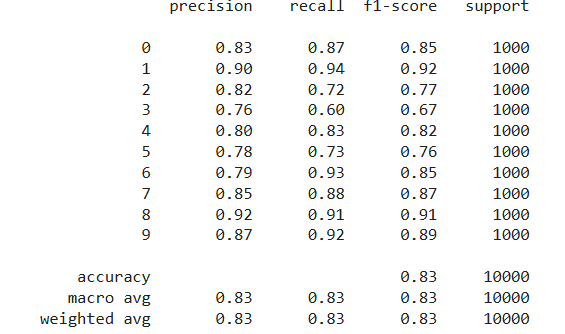 precision recall f1-score support
0 0.83 0.87 0.85 1000
1 0.90 0.94 0.92 1000
2 0.82 0.72 0.77 1000
3 0.76 0.60 0.67 1000
4 0.80 0.83 0.82 1000
5 0.78 0.73 0.76 1000
6 0.79 0.93 0.85 1000
7 0.85 0.88 0.87 1000
8 0.92 0.91 0.91 1000
9 0.87 0.92 0.89 1000
accuracy 0.83 10000
macro avg 0.83 0.83 0.83 10000
weighted avg 0.83 0.83 0.83 10000